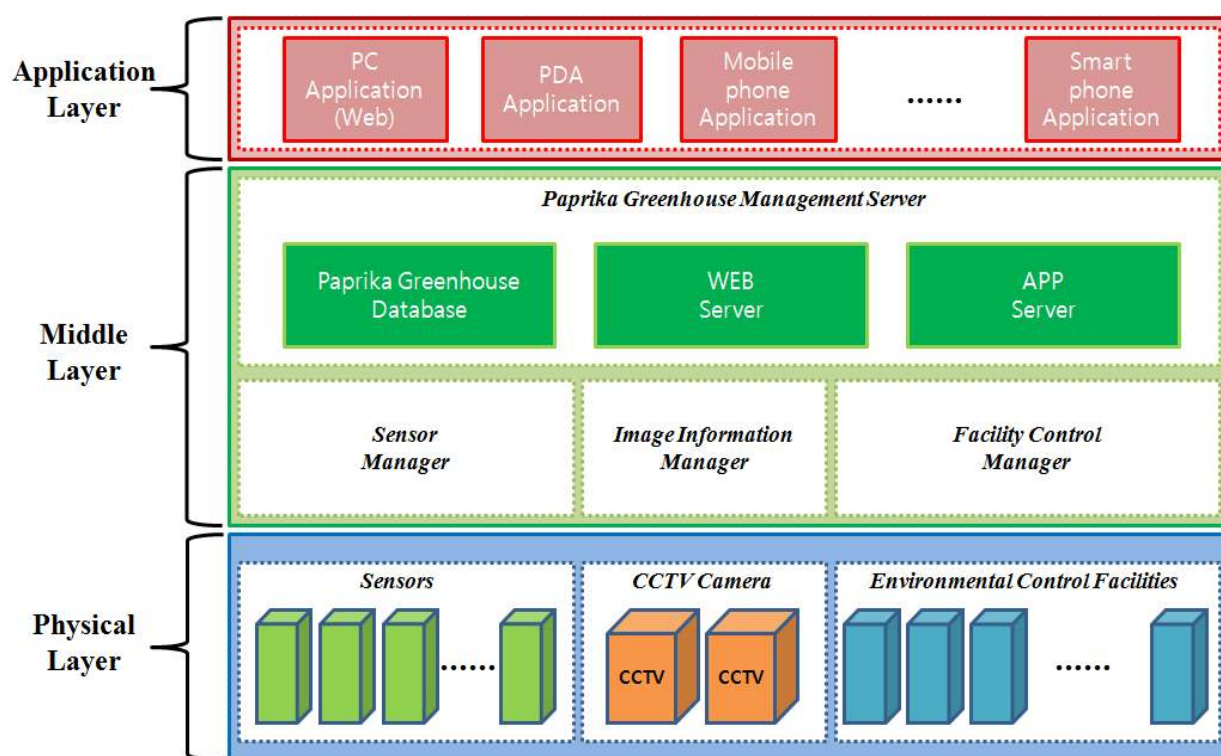 Application
Layer
PC
Application
(Web)
PDA
Application
Mobile
phone
Application
......
Smart
phone
Application
Middle
Layer
Paprika Greenhouse Management Server
Paprika Greenhouse
Database
WEB
Server
APP
Server
Sensor
Manager
Image Information
Manager
Facility Control
Manager
Physical
Layer
Sensors
......
CCTV Camera
CCTV
CCTV
Environmental Control Facilities
......